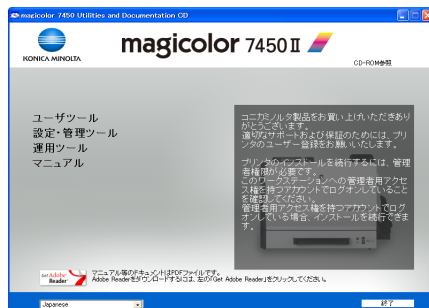 magicolor 7450 Utilities and Documentation CD
KONICA MINOLTA
magicolor 7450 II
CD-ROM参照
ユーザツール
設定・管理ツール
運用ツール
マニュアル
コニカミノルタ製品をお買い上げいただきあり
がとうございます。
適切なサポートおよび保証のためには、プリ
ンタのユーザー登録をお願いいたします。
プリンタのインストールを続行するには、管理
者権限が必要です。
このワークステーションへの管理者用アクセ
ス権を持つアカウントでログオンしていること
を確認してください。
管理者用アクセス権を持つアカウントでログ
オンしている場合、インストールを続行できま
す。
Get Adobe Reader
マニュアル等のドキュメントはPDFファイルです。
Adobe Readerをダウンロードするには、左の「Get Adobe Reader」をクリックしてください。
Japanese
終了